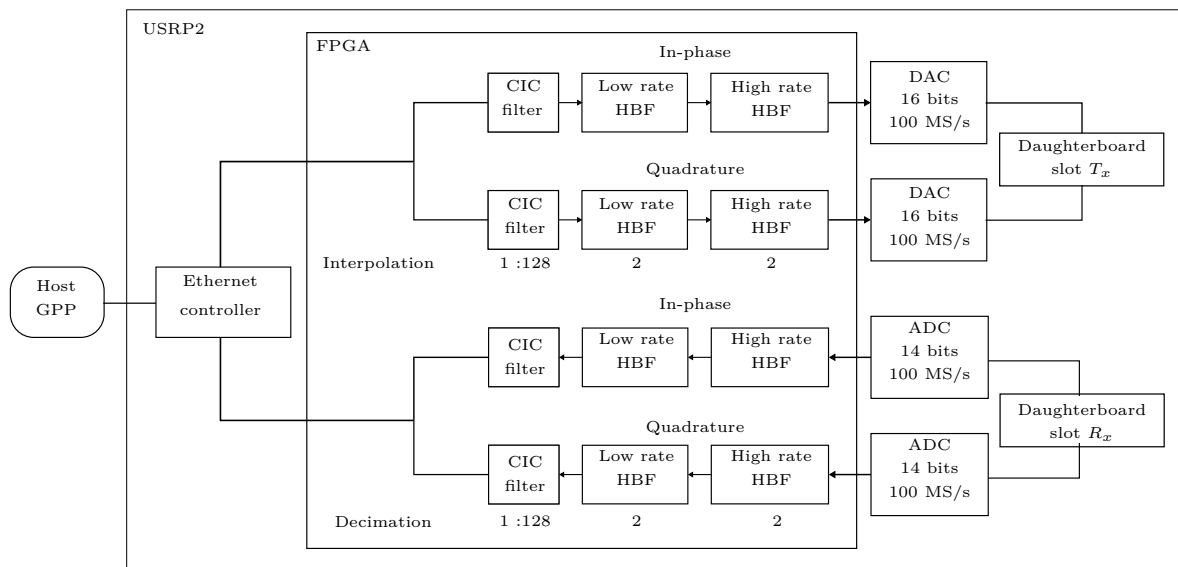 USRP2
FPGA
In-phase
CIC
filter
Low rate
HBF
High rate
HBF
DAC
16 bits
100 MS/s
Daughterboard
slot Tx
Quadrature
CIC
filter
Low rate
HBF
High rate
HBF
DAC
16 bits
100 MS/s
Interpolation
1 :128
2
2
Host
GPP
Ethernet
controller
In-phase
CIC
filter
Low rate
HBF
High rate
HBF
ADC
14 bits
100 MS/s
Daughterboard
slot Rx
Quadrature
CIC
filter
Low rate
HBF
High rate
HBF
ADC
14 bits
100 MS/s
Decimation
1 :128
2
2